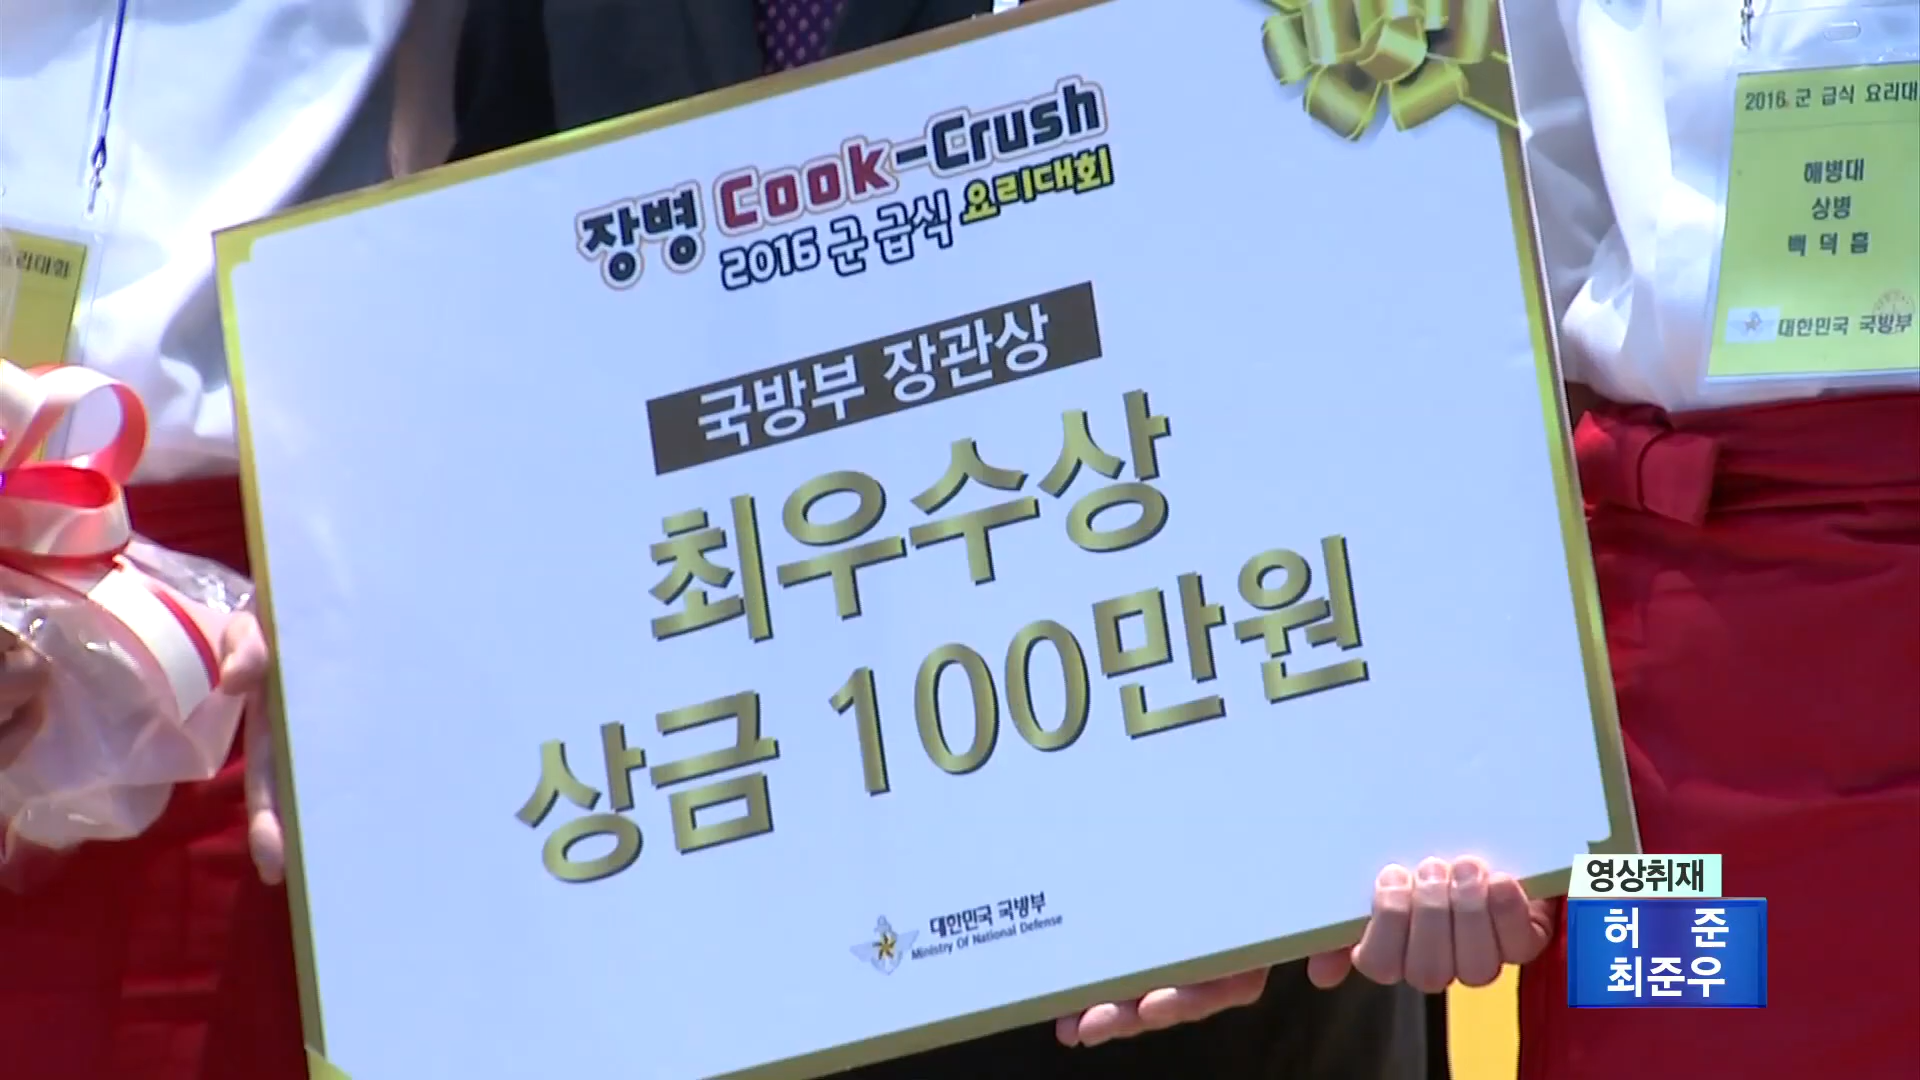 장병 Cook-Crush
2016 군 급식 요리대회
국방부 장관상
최우수상
상금 100만원
대한민국 국방부
Ministry Of National Defense
2016 군 급식 요리대
해병대
상병
백 덕 흠
대한민국 국방부
리대회
영상취재
허 준
최준우